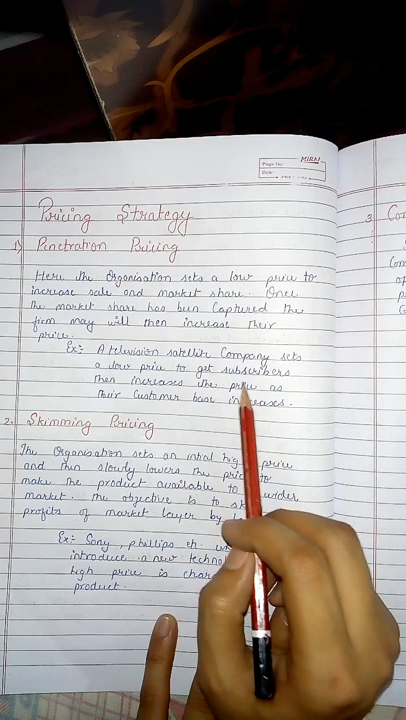 MIRAJ
Page No.
Date
Pricing Strategy
1) Penetration Pricing
Here the Organisation sets a low price to
increase sale and market share. Once
the market share has been Captured the
firm may will then increase their
price.
Ex:- A television satellite Company sets
a low price to get subscribers
then increases the price as
their Customer base increases.
2. Skimming Pricing
The Organisation sets an initial high price
and then slowly lowers the price to
make the product available to wider
market. The objective is to
profits of market layer by
Ex:- Sony, phillips etc.
introduce a new
high price is
product.
3.